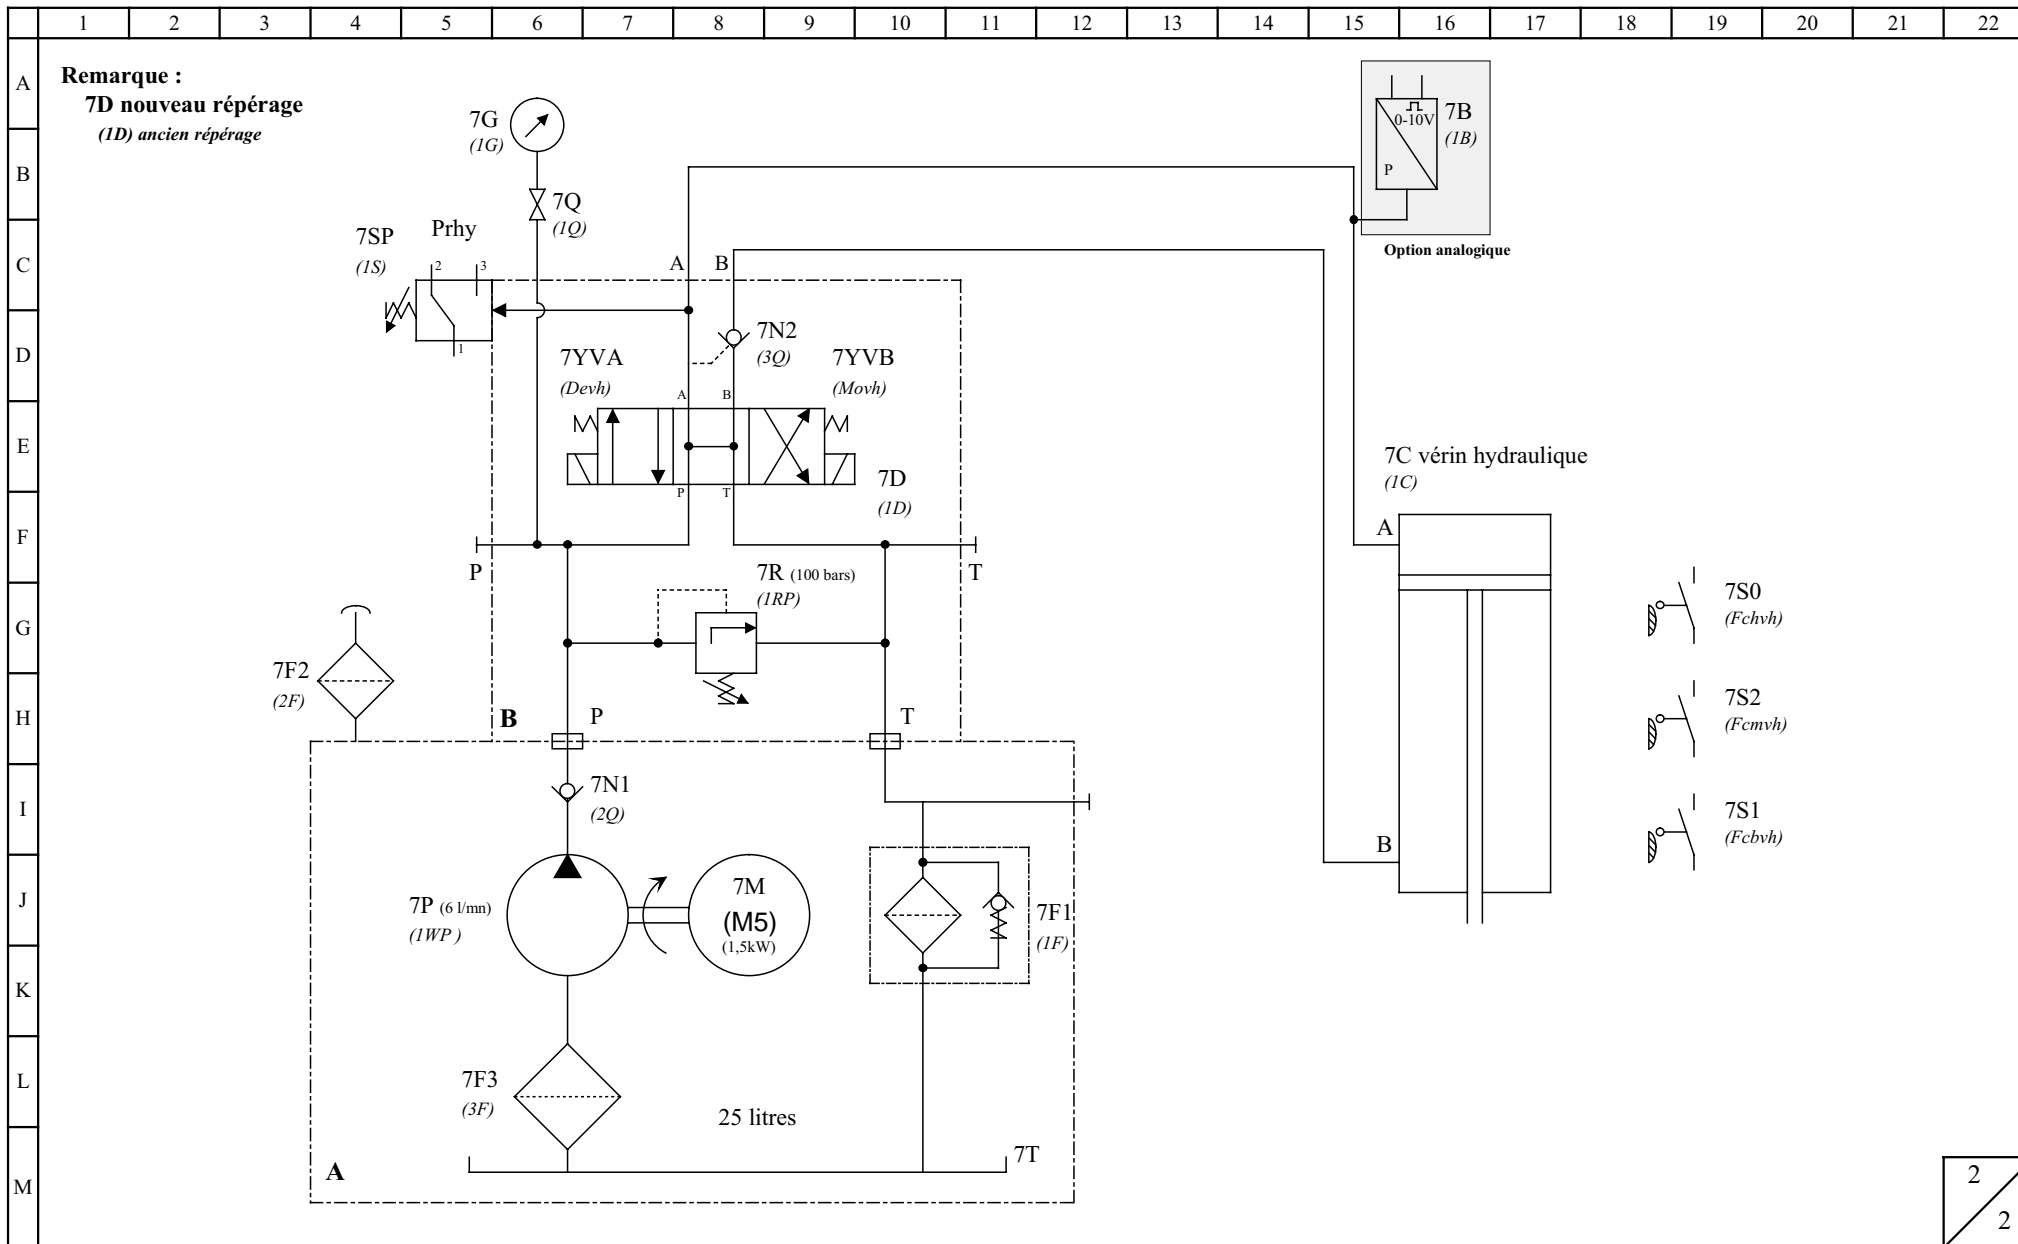 1 2 3 4 5 6 7 8 9 10 11 12 13 14 15 16 17 18 19 20 21 22
A
B
C
D
E
F
G
H
I
J
K
L
M
Remarque :
7D nouveau répérage
(1D) ancien répérage
7G
(1G)
7Q
(1Q)
7SP
(1S)
Prhy
2
3
1
A
B
0-10V
P
7B
(1B)
Option analogique
7N2
(3Q)
7YVA
(Devh)
7YVB
(Movh)
A
B
P
T
7D
(1D)
P
T
7R (100 bars)
(1RP)
7F2
(2F)
B
P
T
7C vérin hydraulique
(1C)
A
B
7S0
(Fchvh)
7S2
(Fcmvh)
7S1
(Fcbvh)
7N1
(2Q)
7P (6 l/mn)
(1WP )
7M
(M5)
(1,5kW)
7F1
(1F)
7F3
(3F)
25 litres
7T
A
2
2